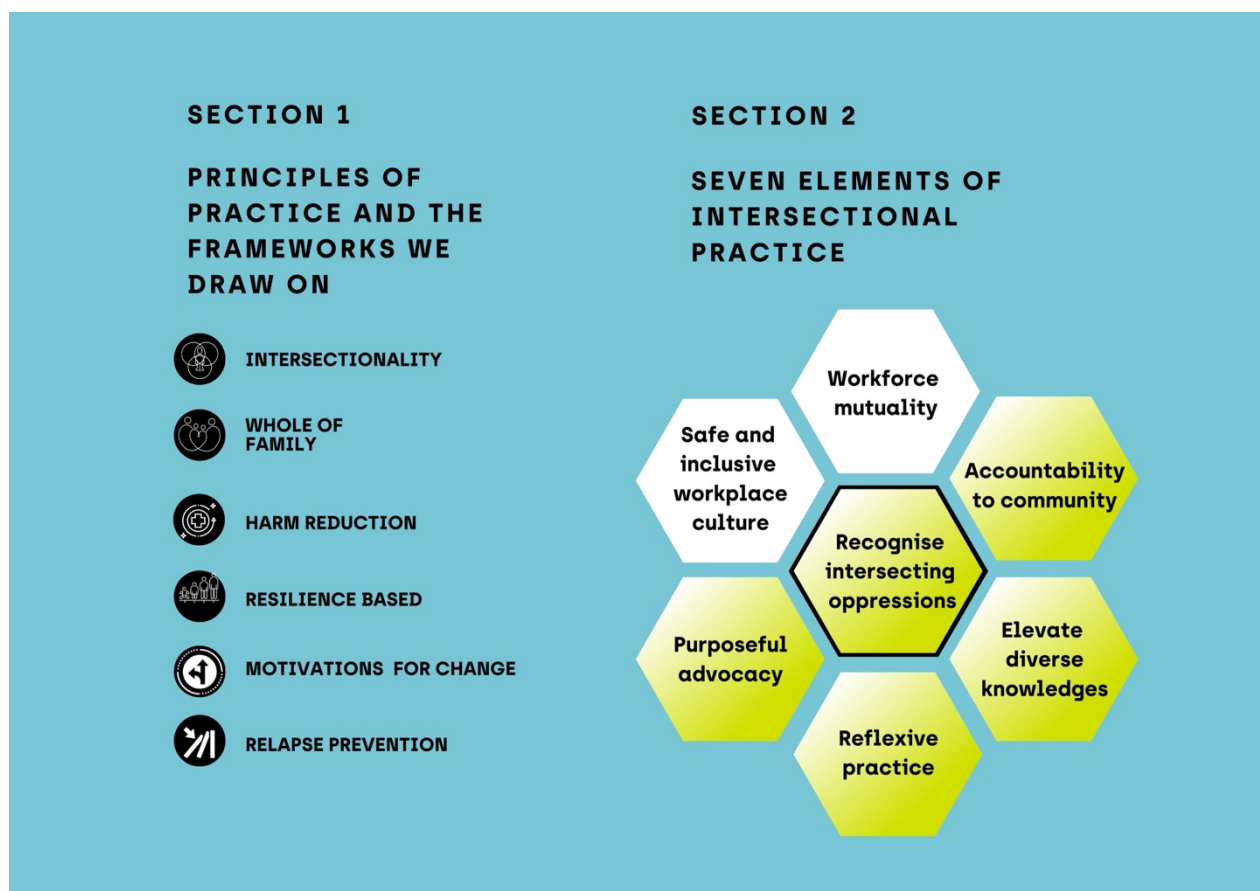 SECTION 1
PRINCIPLES OF
PRACTICE AND THE
FRAMEWORKS WE
DRAW ON
INTERSECTIONALITY
WHOLE OF
FAMILY
HARM REDUCTION
RESILIENCE BASED
MOTIVATIONS FOR CHANGE
RELAPSE PREVENTION
SECTION 2
SEVEN ELEMENTS OF
INTERSECTIONAL
PRACTICE
Workforce
mutuality
Safe and
inclusive
workplace
culture
Accountability
to community
Recognise
intersecting
oppressions
Purposeful
advocacy
Elevate
diverse
knowledges
Reflexive
practice